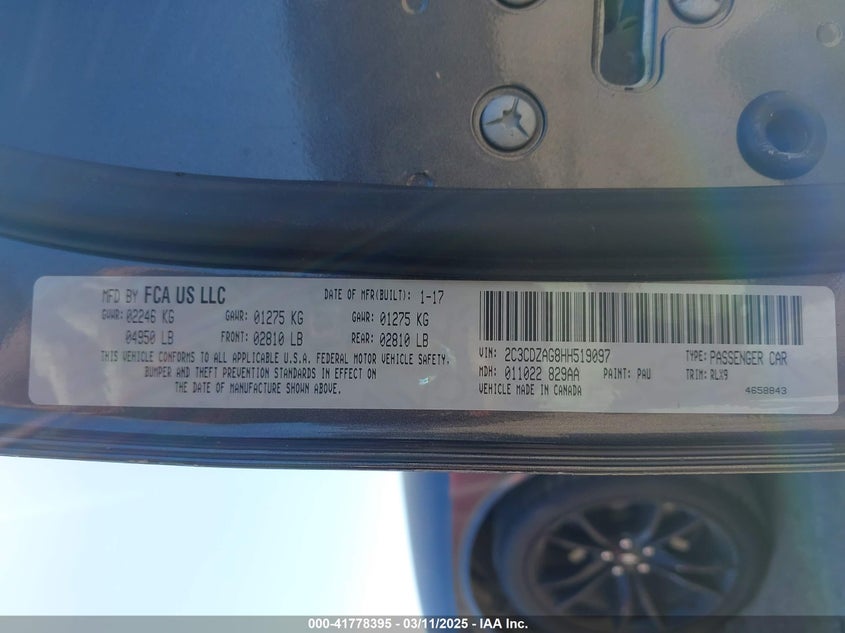 MFD BY FCA US LLC DATE OF MFR(BUILT): 1-17
GVWR: 02246 KG GAWR: 01275 KG GAWR: 01275 KG
04950 LB FRONT: 02810 LB REAR: 02810 LB
THIS VEHICLE CONFORMS TO ALL APPLICABLE U.S.A. FEDERAL MOTOR VEHICLE SAFETY,
BUMPER AND THEFT PREVENTION STANDARDS IN EFFECT ON
THE DATE OF MANUFACTURE SHOWN ABOVE.
VIN: 2C3CDZAG8HH519097 TYPE: PASSENGER CAR
MDH: 011022 829AA PAINT: PAU TRIM: RLX9
VEHICLE MADE IN CANADA 4658843
000-41778395 - 03/11/2025 - IAA Inc.